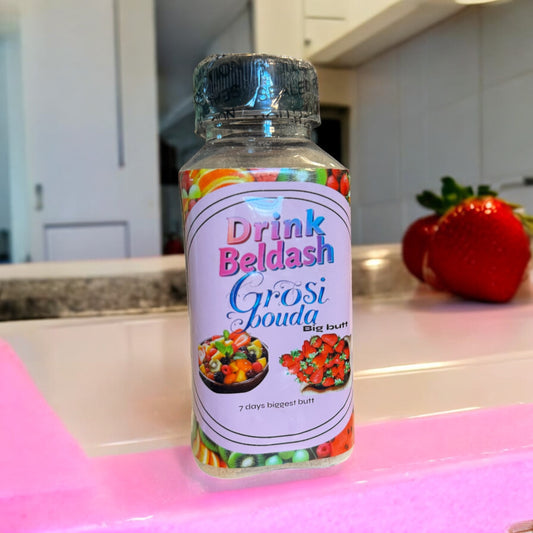 Drink
Beldash
Grosi
bouda
Big butt
7 days biggest butt